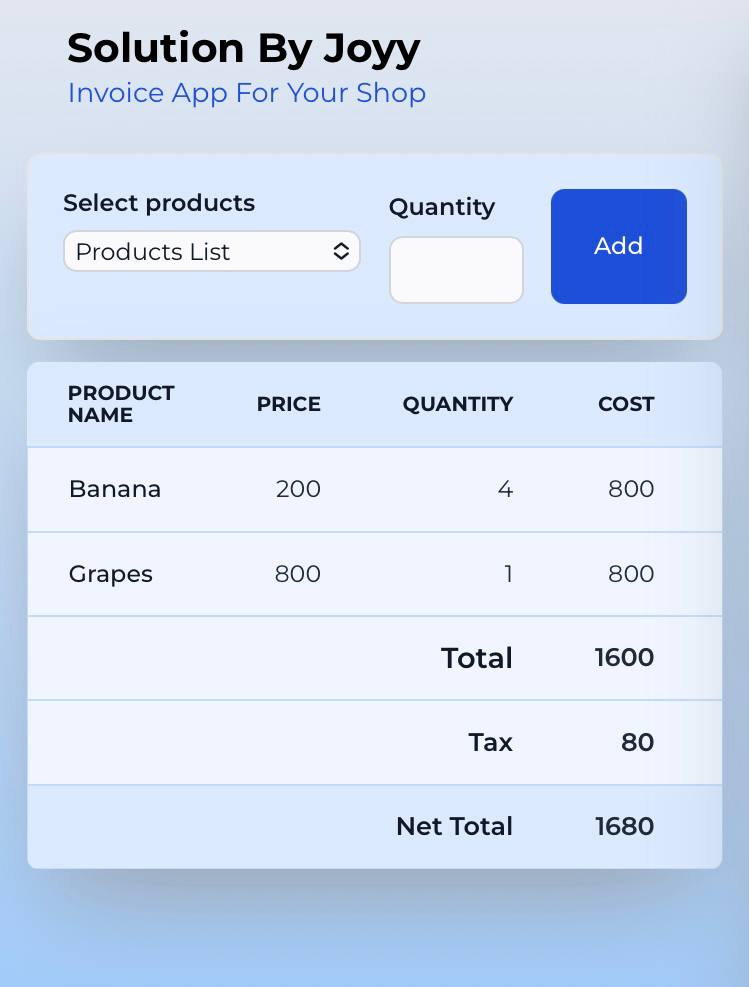 Solution By Joyy
Invoice App For Your Shop
Select products
Quantity
Products List
Add
PRODUCT
NAME
PRICE
QUANTITY
COST
Banana 200 4 800
Grapes 800 1 800
Total 1600
Tax 80
Net Total 1680